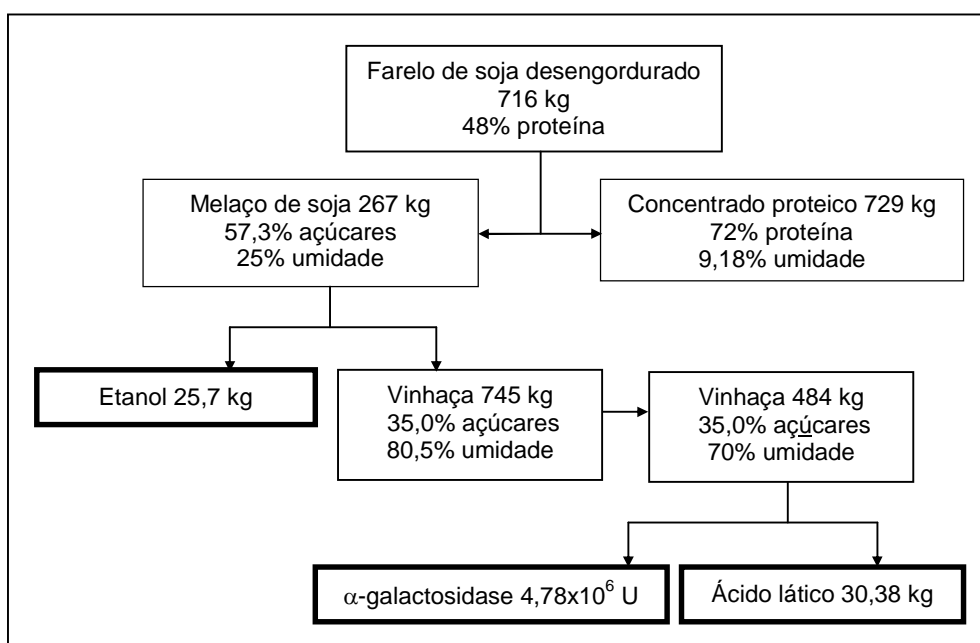 Farelo de soja desengordurado
716 kg
48% proteína
Melaço de soja 267 kg
57,3% açúcares
25% umidade
Concentrado proteico 729 kg
72% proteína
9,18% umidade
Etanol 25,7 kg
Vinhaça 745 kg
35,0% açúcares
80,5% umidade
Vinhaça 484 kg
35,0% açúcares
70% umidade
α-galactosidase 4,78x10⁶ U
Ácido lático 30,38 kg